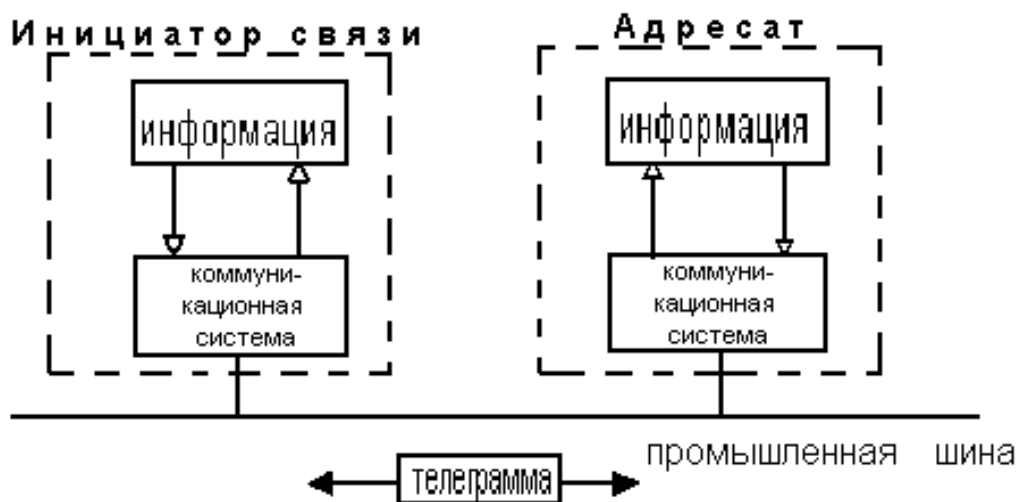 Инициатор связи
Адресат
информация
информация
коммуни-
кационная
система
коммуни-
кационная
система
промышленная шина
телеграмма